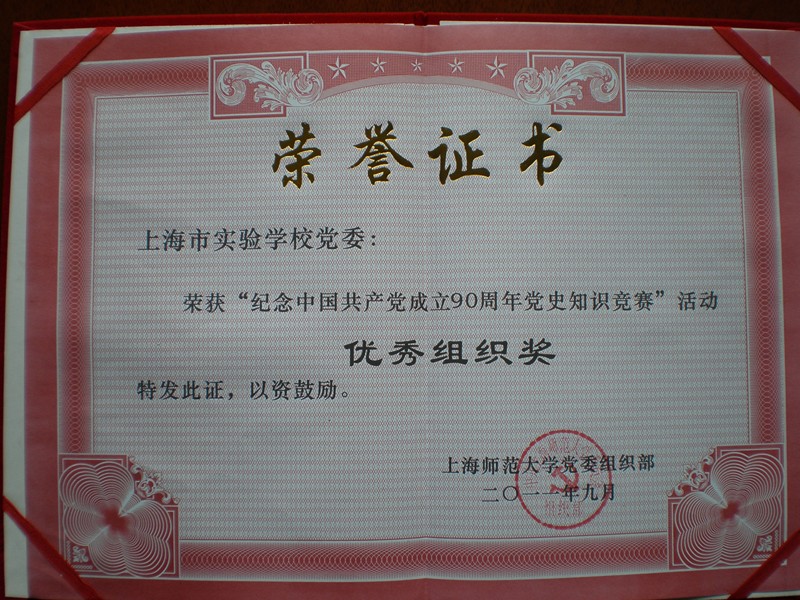 荣誉证书
上海市实验学校党委：
荣获“纪念中国共产党成立90周年党史知识竞赛”活动
优秀组织奖
特发此证，以资鼓励。
上海师范大学党委组织部
二〇一一年九月
组织部